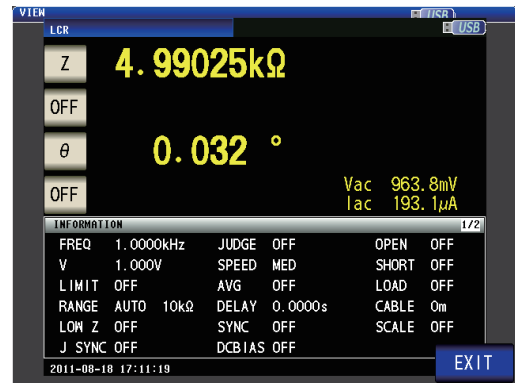 VIEW
USB
LCR
USB
Z 4.99025kΩ
OFF
θ 0.032 °
OFF
Vac 963.8mV
Iac 193.1μA
INFORMATION 1/2
FREQ 1.0000kHz JUDGE OFF OPEN OFF
V 1.000V SPEED MED SHORT OFF
LIMIT OFF AVG OFF LOAD OFF
RANGE AUTO 10kΩ DELAY 0.0000s CABLE 0m
LOW Z OFF SYNC OFF SCALE OFF
J SYNC OFF DCBIAS OFF
2011-08-18 17:11:19
EXIT